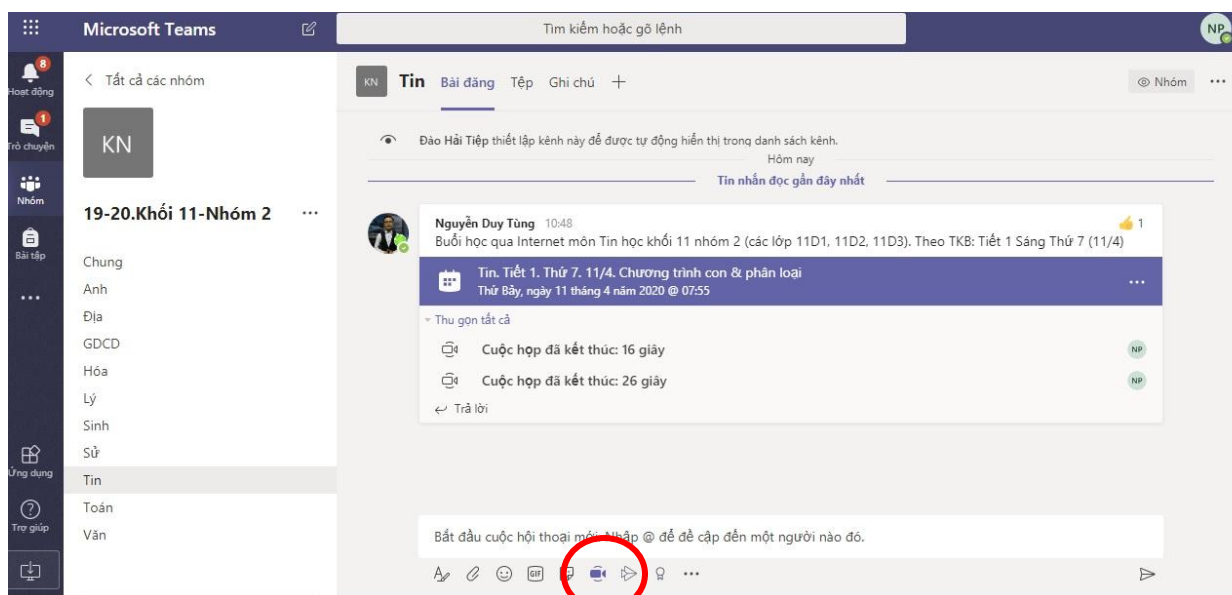 Microsoft Teams
Tìm kiếm hoặc gõ lệnh
NP
8
Hoạt động
1
Trò chuyện
Nhóm
Bài tập
Ứng dụng
Trợ giúp
< Tất cả các nhóm
KN
19-20.Khối 11-Nhóm 2 ...
Chung
Anh
Địa
GDCD
Hóa
Lý
Sinh
Sử
Tin
Toán
Văn
KN Tin Bài đăng Tệp Ghi chú +
Nhóm ...
Đào Hải Tiệp thiết lập kênh này để được tự động hiển thị trong danh sách kênh.
Hôm nay
Tin nhắn đọc gần đây nhất
Nguyễn Duy Tùng 10:48
1
Buổi học qua Internet môn Tin học khối 11 nhóm 2 (các lớp 11D1, 11D2, 11D3). Theo TKB: Tiết 1 Sáng Thứ 7 (11/4)
Tin. Tiết 1. Thứ 7. 11/4. Chương trình con & phân loại
Thứ Bảy, ngày 11 tháng 4 năm 2020 @ 07:55
Thu gọn tất cả
Cuộc họp đã kết thúc: 16 giây
NP
Cuộc họp đã kết thúc: 26 giây
NP
Trả lời
Bắt đầu cuộc hội thoại mới. Nhập @ để đề cập đến một người nào đó.
GIF